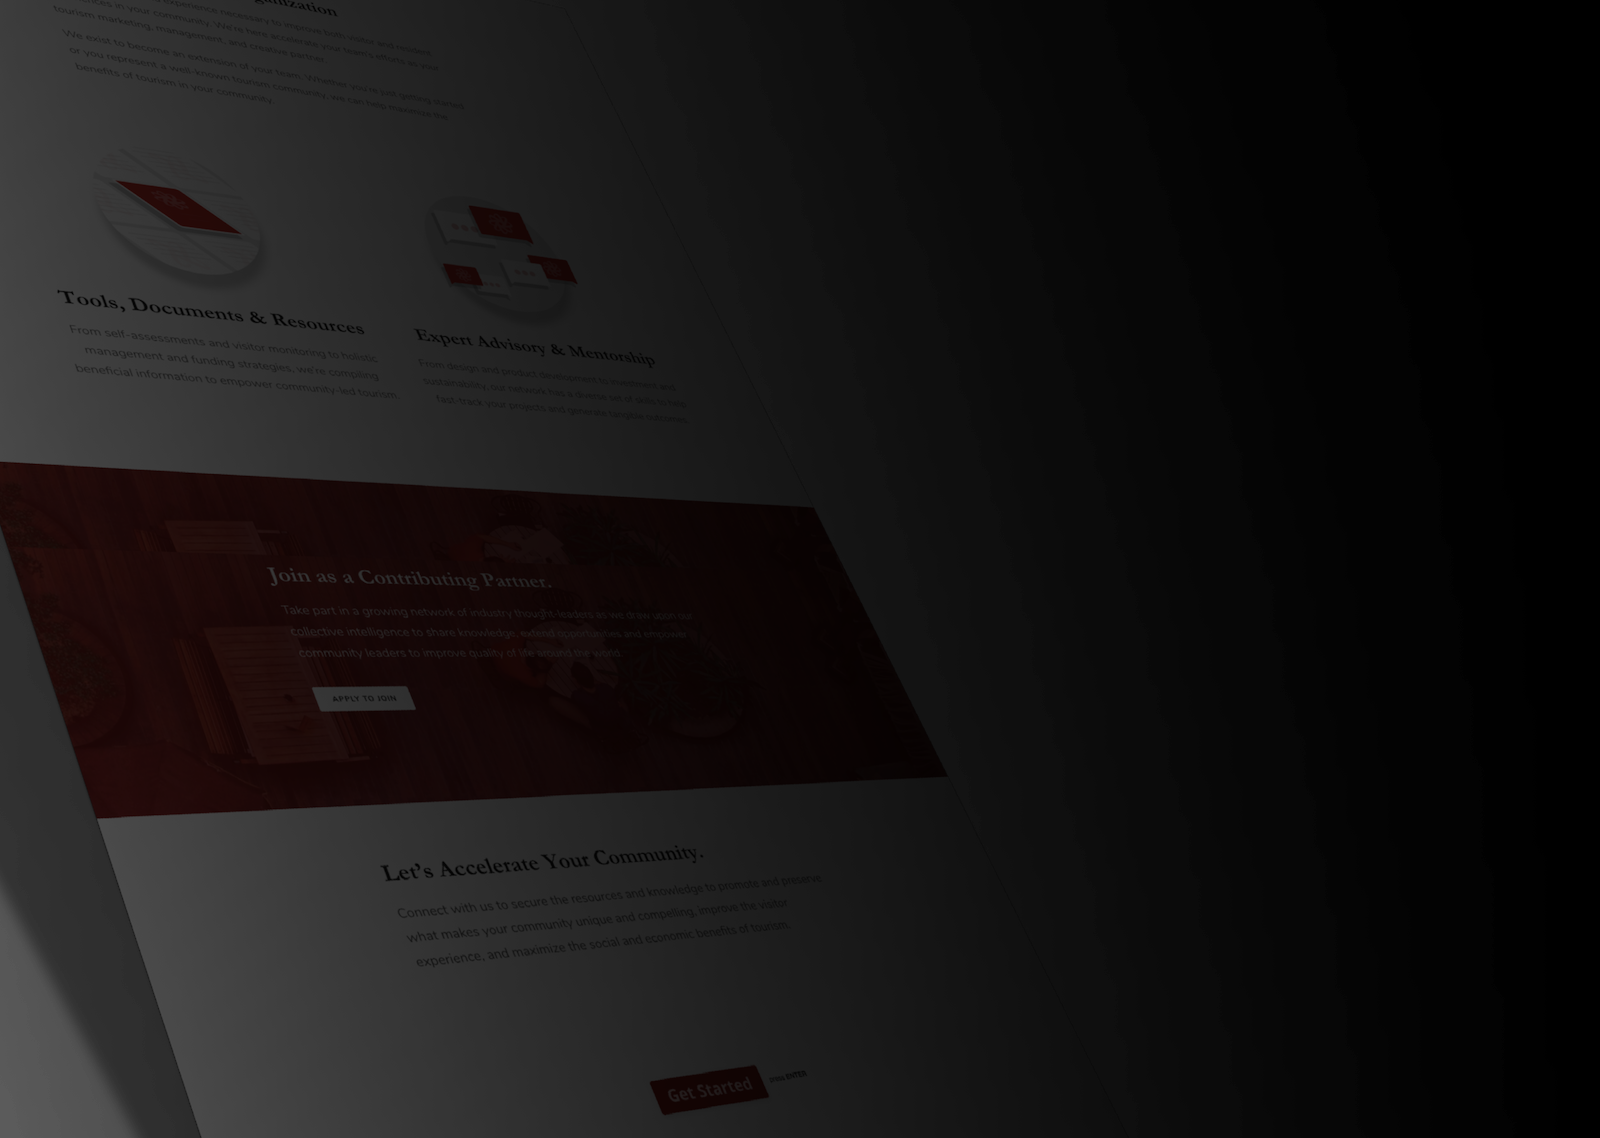 experience necessary to improve both visitor and resident
in your community. We're here accelerate your team's efforts as your
tourism marketing, management, and creative partner.
We exist to become an extension of your team. Whether you're just getting started
or you represent a well-known tourism community, we can help maximize the
benefits of tourism in your community.
Tools, Documents & Resources
From self-assessments and visitor monitoring to holistic
management and funding strategies, we're compiling
beneficial information to empower community-led tourism.
Expert Advisory & Mentorship
From design and product development to investment and
sustainability, our network has a diverse set of skills to help
fast-track your projects and generate tangible outcomes.
Join as a Contributing Partner.
Take part in a growing network of industry thought-leaders as we draw upon our
collective intelligence to share knowledge, extend opportunities and empower
community leaders to improve quality of life around the world.
APPLY TO JOIN
Let's Accelerate Your Community.
Connect with us to secure the resources and knowledge to promote and preserve
what makes your community unique and compelling, improve the visitor
experience, and maximize the social and economic benefits of tourism.
Get Started
press ENTER